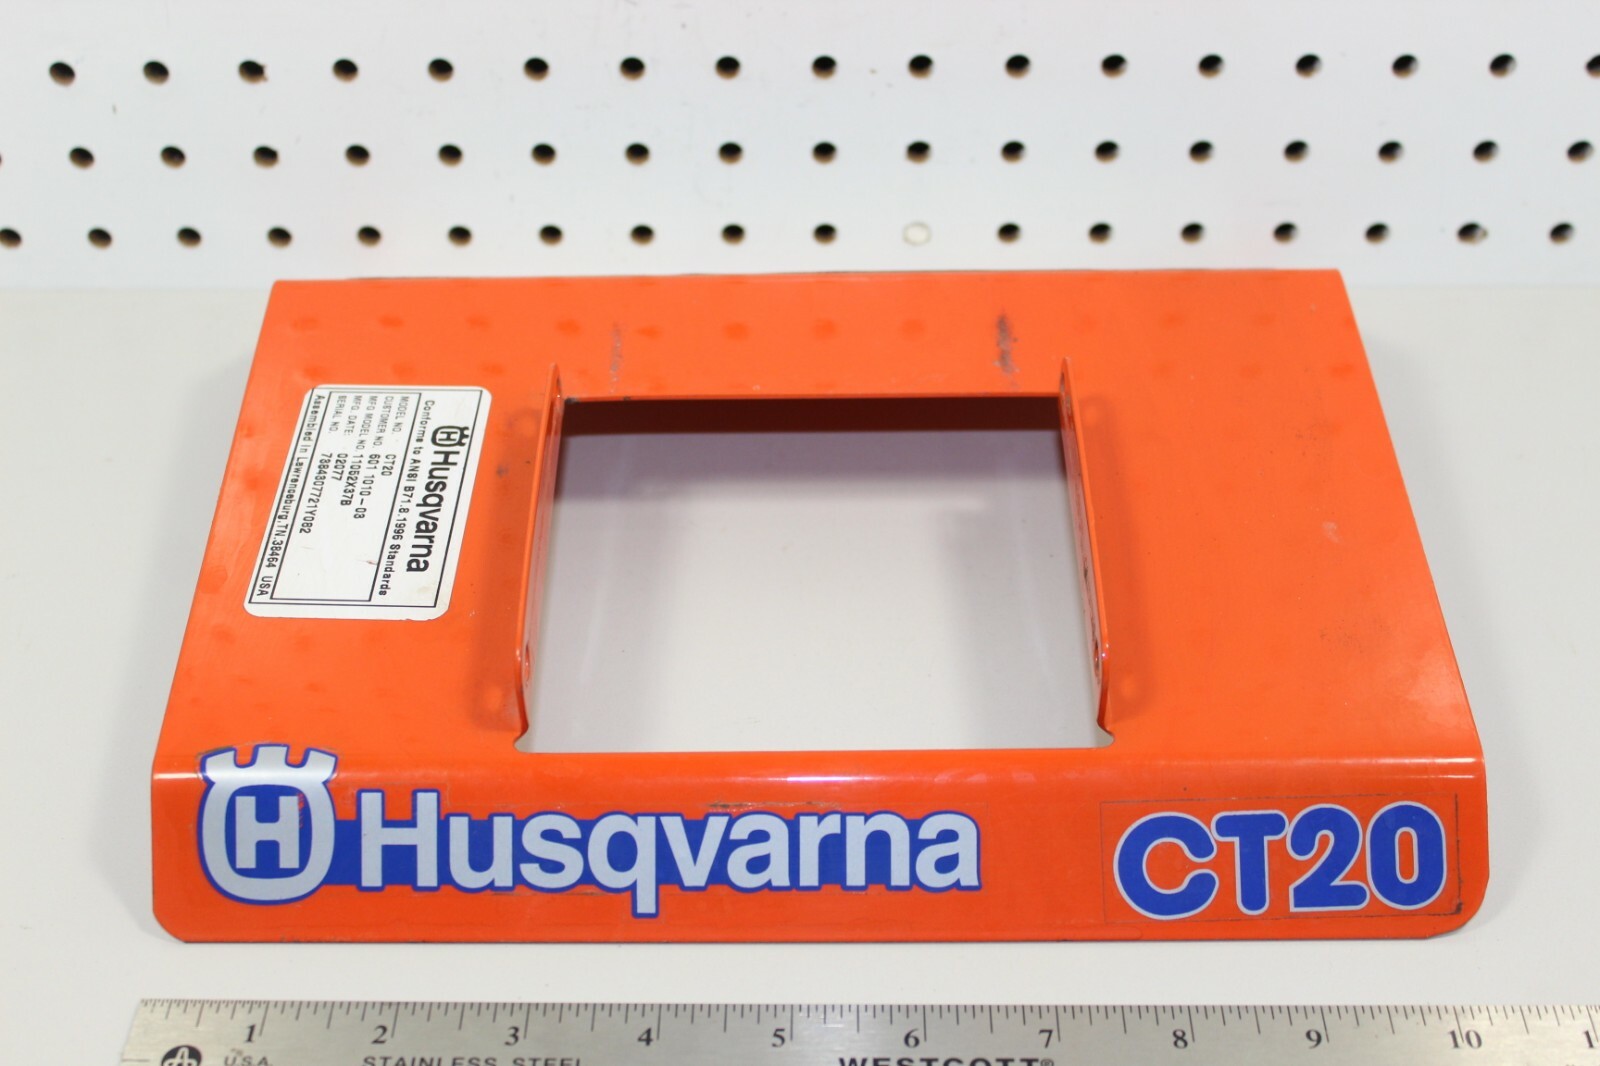 Husqvarna
Conforms to ANSI B71.8.1996 Standards
MODEL NO. CT20
CUSTOMER NO. 601 1010-03
MFG MODEL NO. 11052X37B
MFG. DATE: 02077
SERIAL NO.
Assembled in Lawrenceburg,TN.38464 USA
H Husqvarna
CT20
1 2 3 4 5 6 7 8 9 10 1
U.S.A. STAINLESS STEEL WESTCOTT®